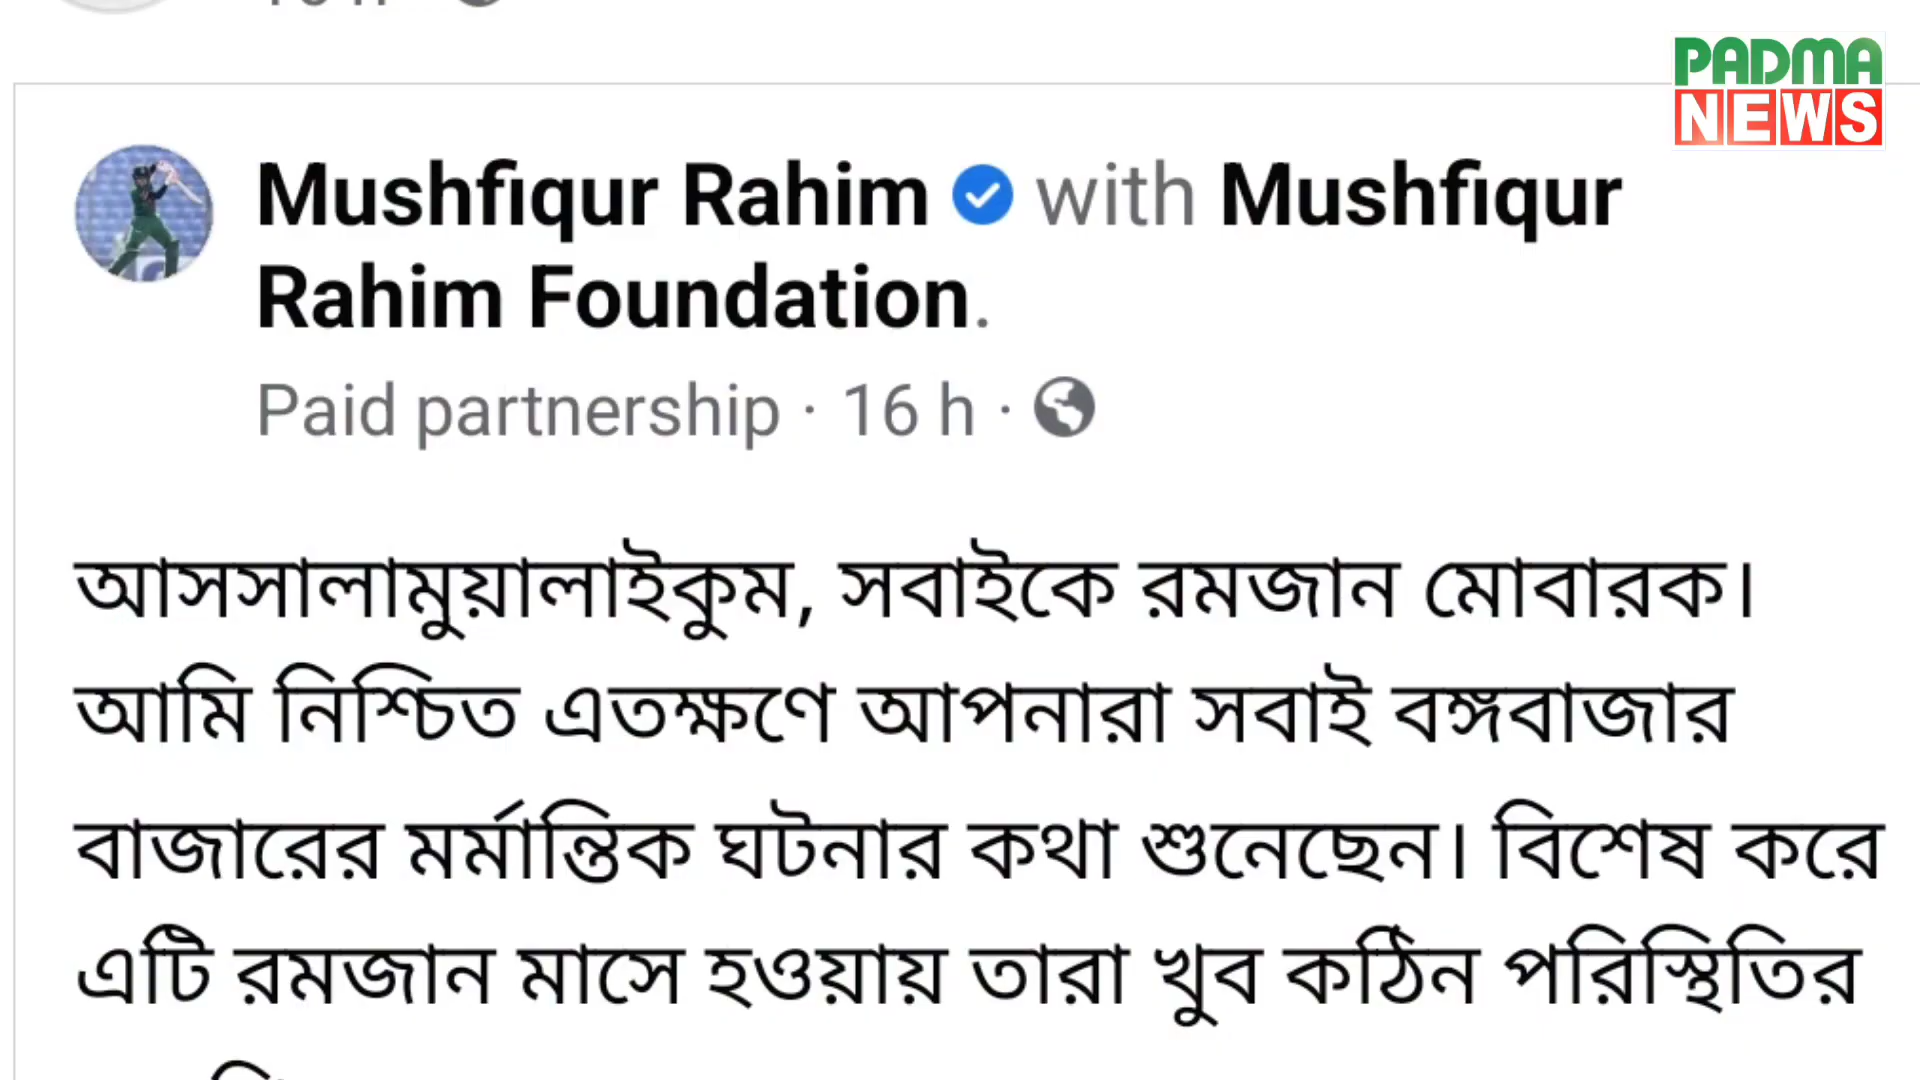 PADMA
NEWS
Mushfiqur Rahim with Mushfiqur
Rahim Foundation.
Paid partnership · 16 h ·
আসসালামুয়ালাইকুম, সবাইকে রমজান মোবারক।
আমি নিশ্চিত এতক্ষণে আপনারা সবাই বঙ্গবাজার
বাজারের মর্মান্তিক ঘটনার কথা শুনেছেন। বিশেষ করে
এটি রমজান মাসে হওয়ায় তারা খুব কঠিন পরিস্থিতির